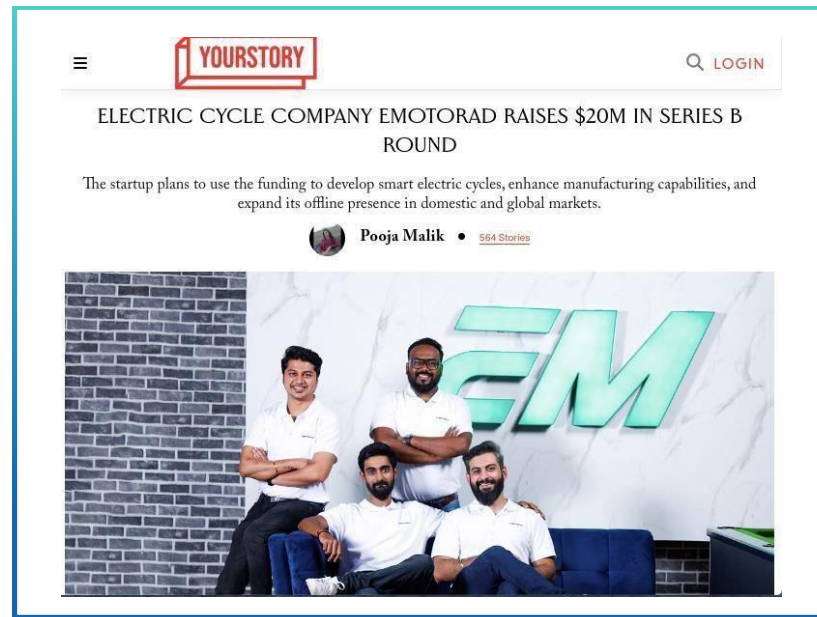 YOURSTORY
LOGIN
ELECTRIC CYCLE COMPANY EMOTORAD RAISES $20M IN SERIES B
ROUND
The startup plans to use the funding to develop smart electric cycles, enhance manufacturing capabilities, and
expand its offline presence in domestic and global markets.
Pooja Malik • 564 Stories
EM